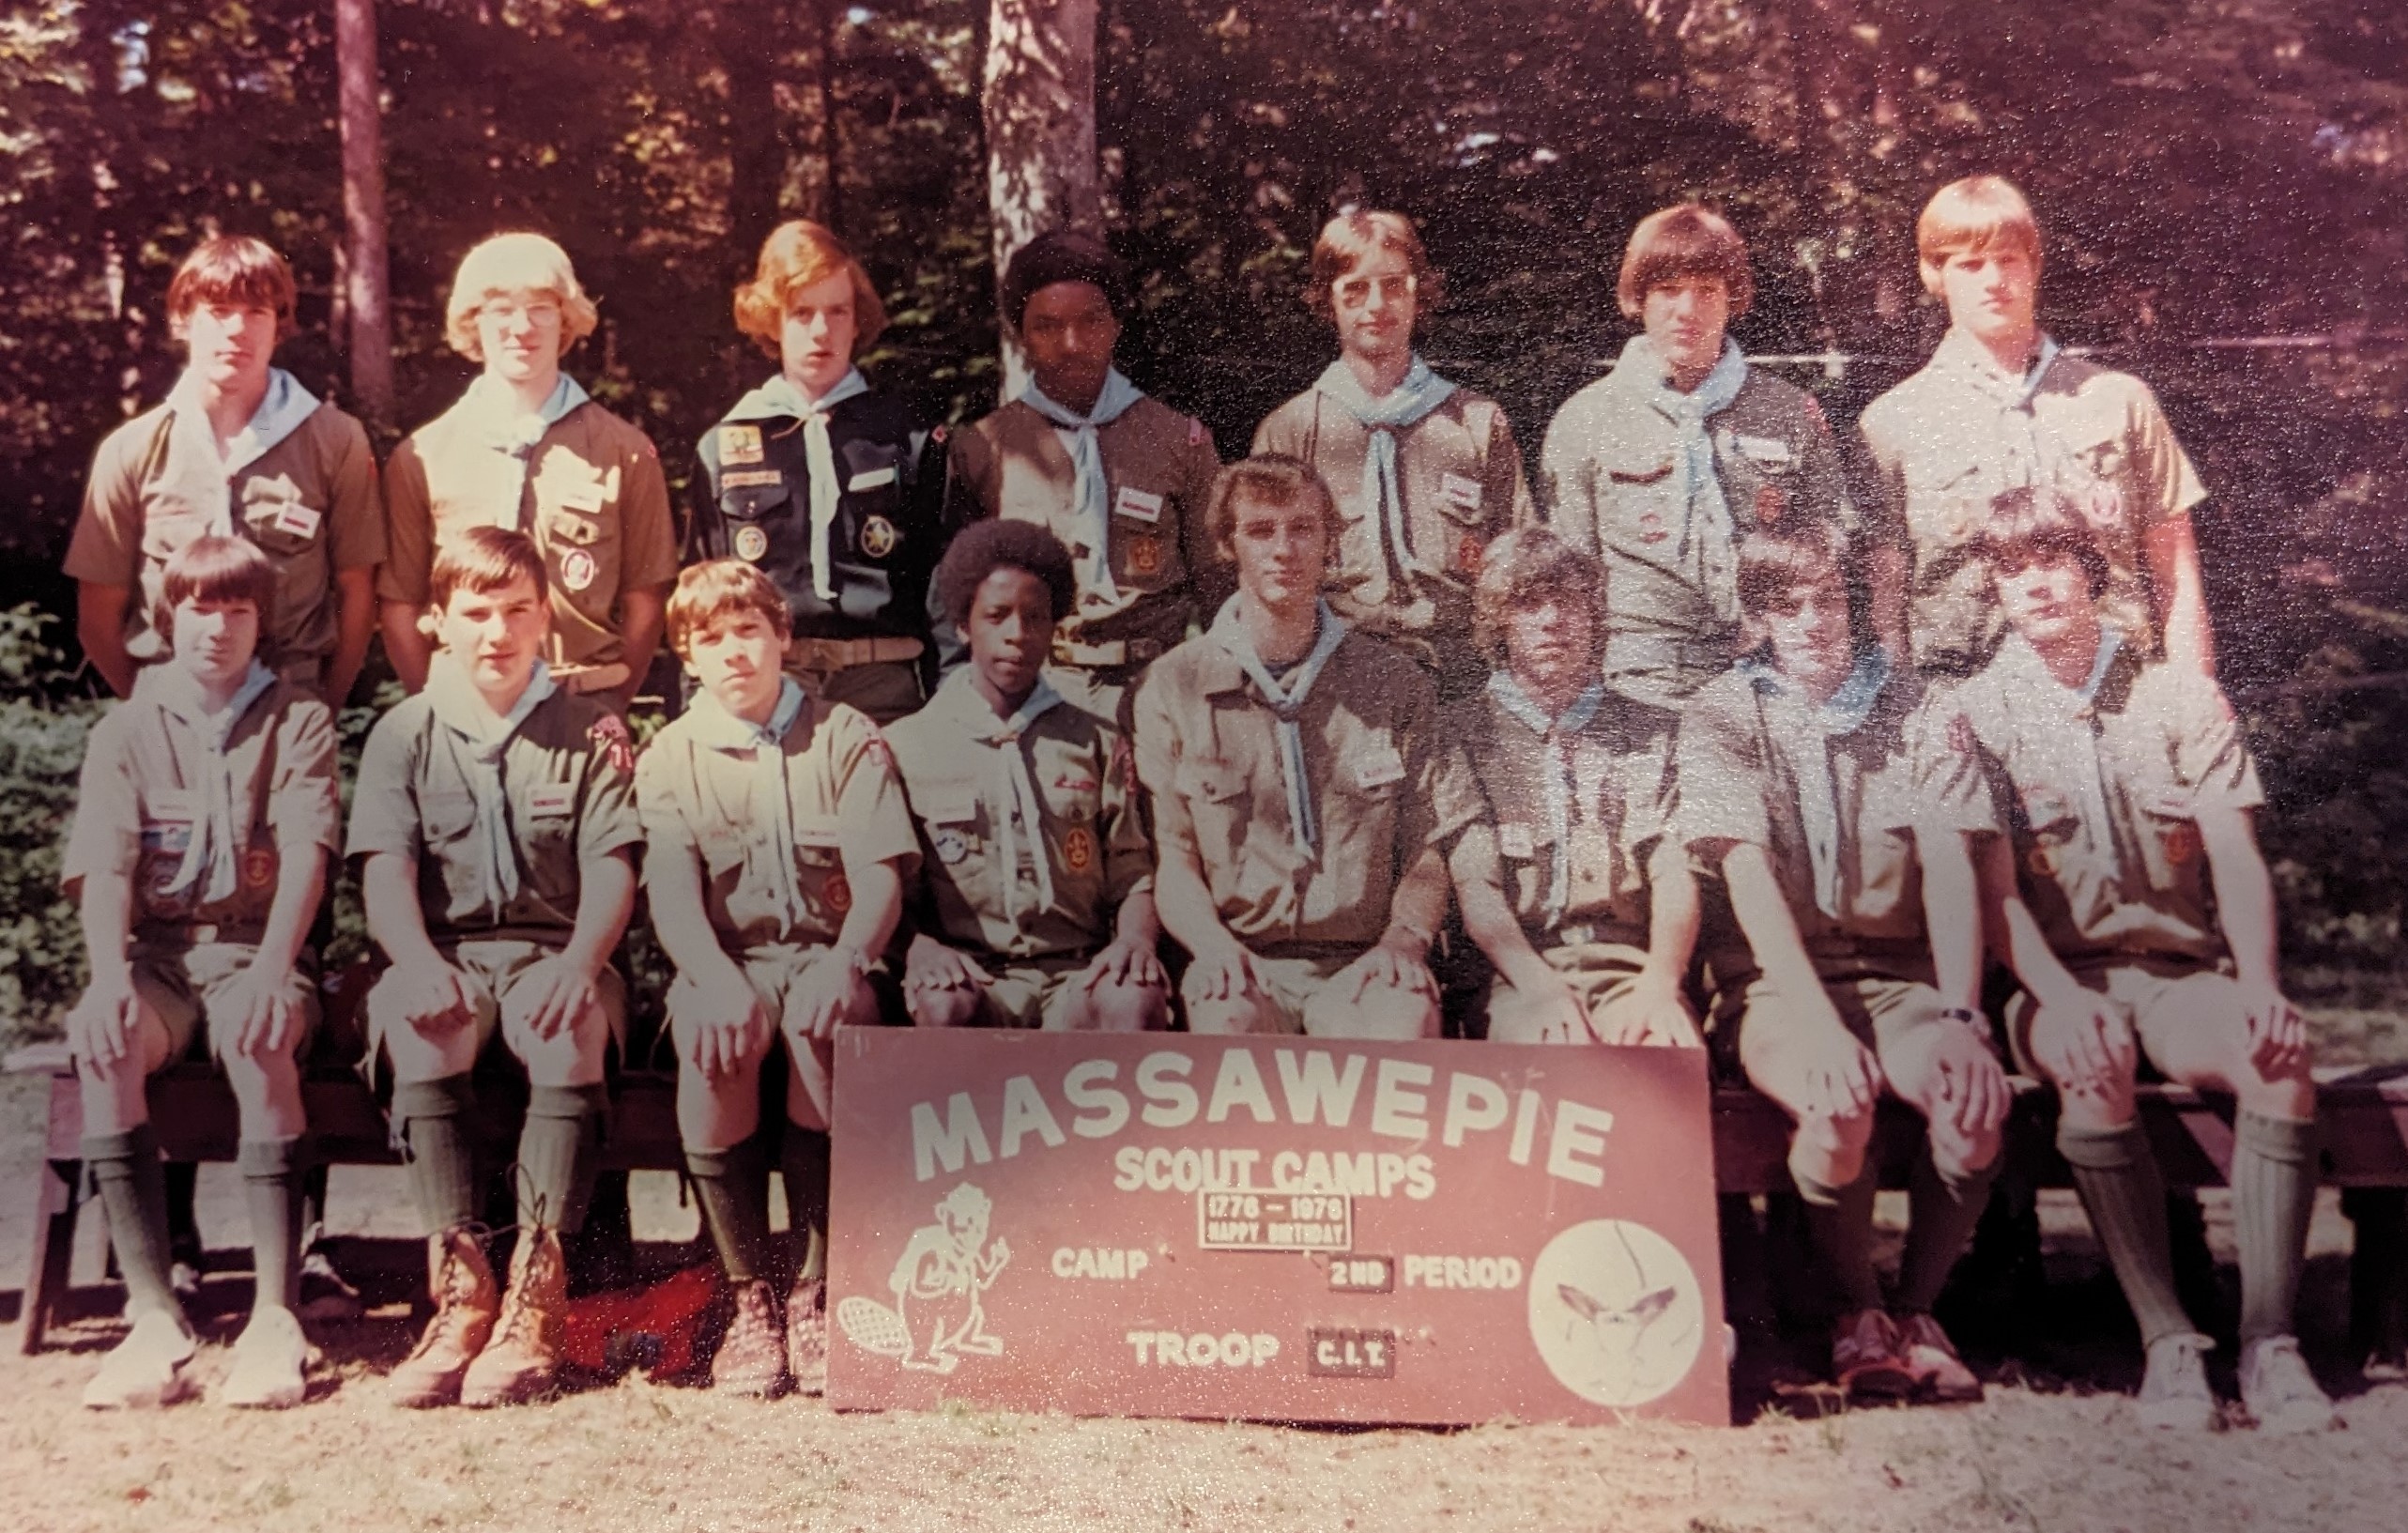 MASSAWEPIE
SCOUT CAMPS
1776 - 1976
HAPPY BIRTHDAY
CAMP 2ND PERIOD
TROOP C.I.T.